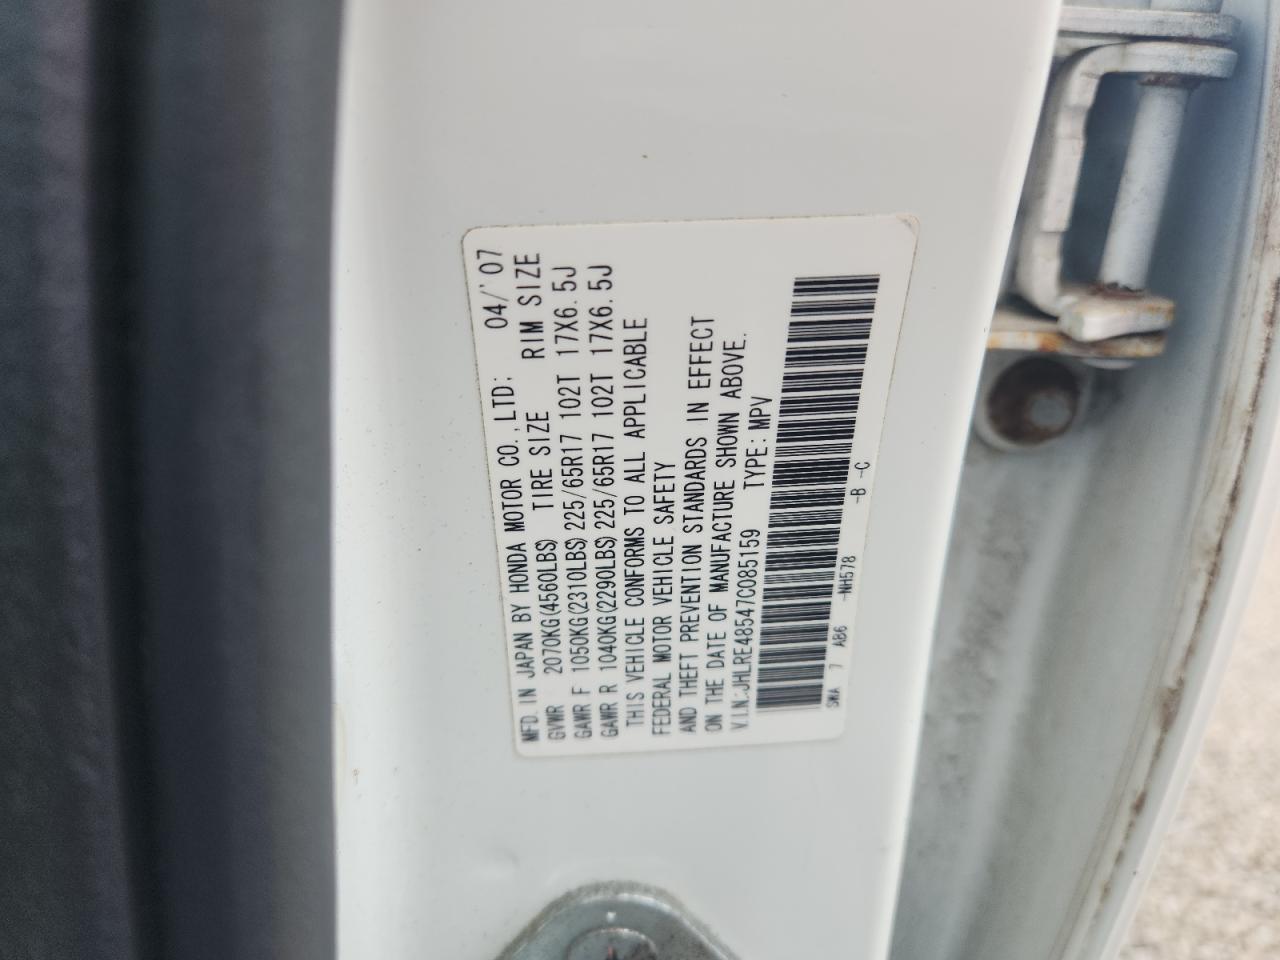 MFD. IN JAPAN BY HONDA MOTOR CO., LTD; 04/'07
GVWR 2070KG(4560LBS) TIRE SIZE RIM SIZE
GAWR F 1050KG(2310LBS) 225/65R17 102T 17X6.5J
GAWR R 1040KG(2290LBS) 225/65R17 102T 17X6.5J
THIS VEHICLE CONFORMS TO ALL APPLICABLE
FEDERAL MOTOR VEHICLE SAFETY
AND THEFT PREVENTION STANDARDS IN EFFECT
ON THE DATE OF MANUFACTURE SHOWN ABOVE.
V.I.N.:JHLRE48547C085159 TYPE: MPV
SWA 7 AB6 -NH578 -B -C